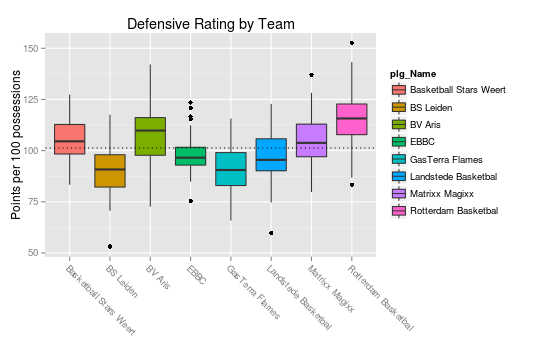 Defensive Rating by Team
Points per 100 possessions
150
125
100
75
50
Basketball Stars Weert
BS Leiden
BV Aris
EBBC
GasTerra Flames
Landstede Basketbal
Matrixx Magixx
Rotterdam Basketbal
plg_Name
Basketball Stars Weert
BS Leiden
BV Aris
EBBC
GasTerra Flames
Landstede Basketbal
Matrixx Magixx
Rotterdam Basketbal